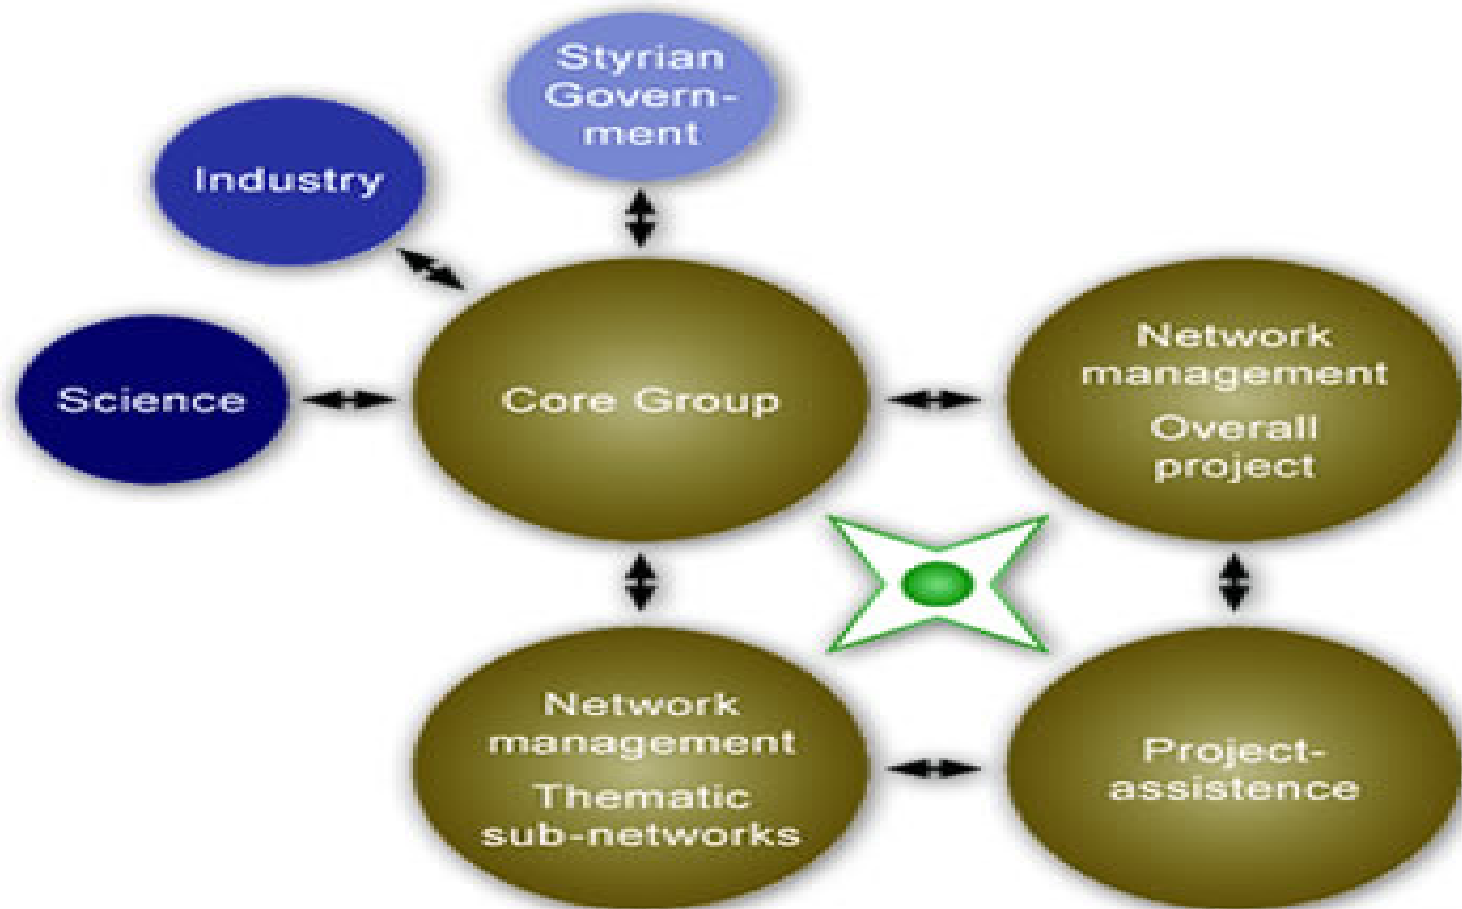 Styrian
Govern-
ment
Industry
Science
Core Group
Network
management
Overall
project
Network
management
Thematic
sub-networks
Project-
assistence